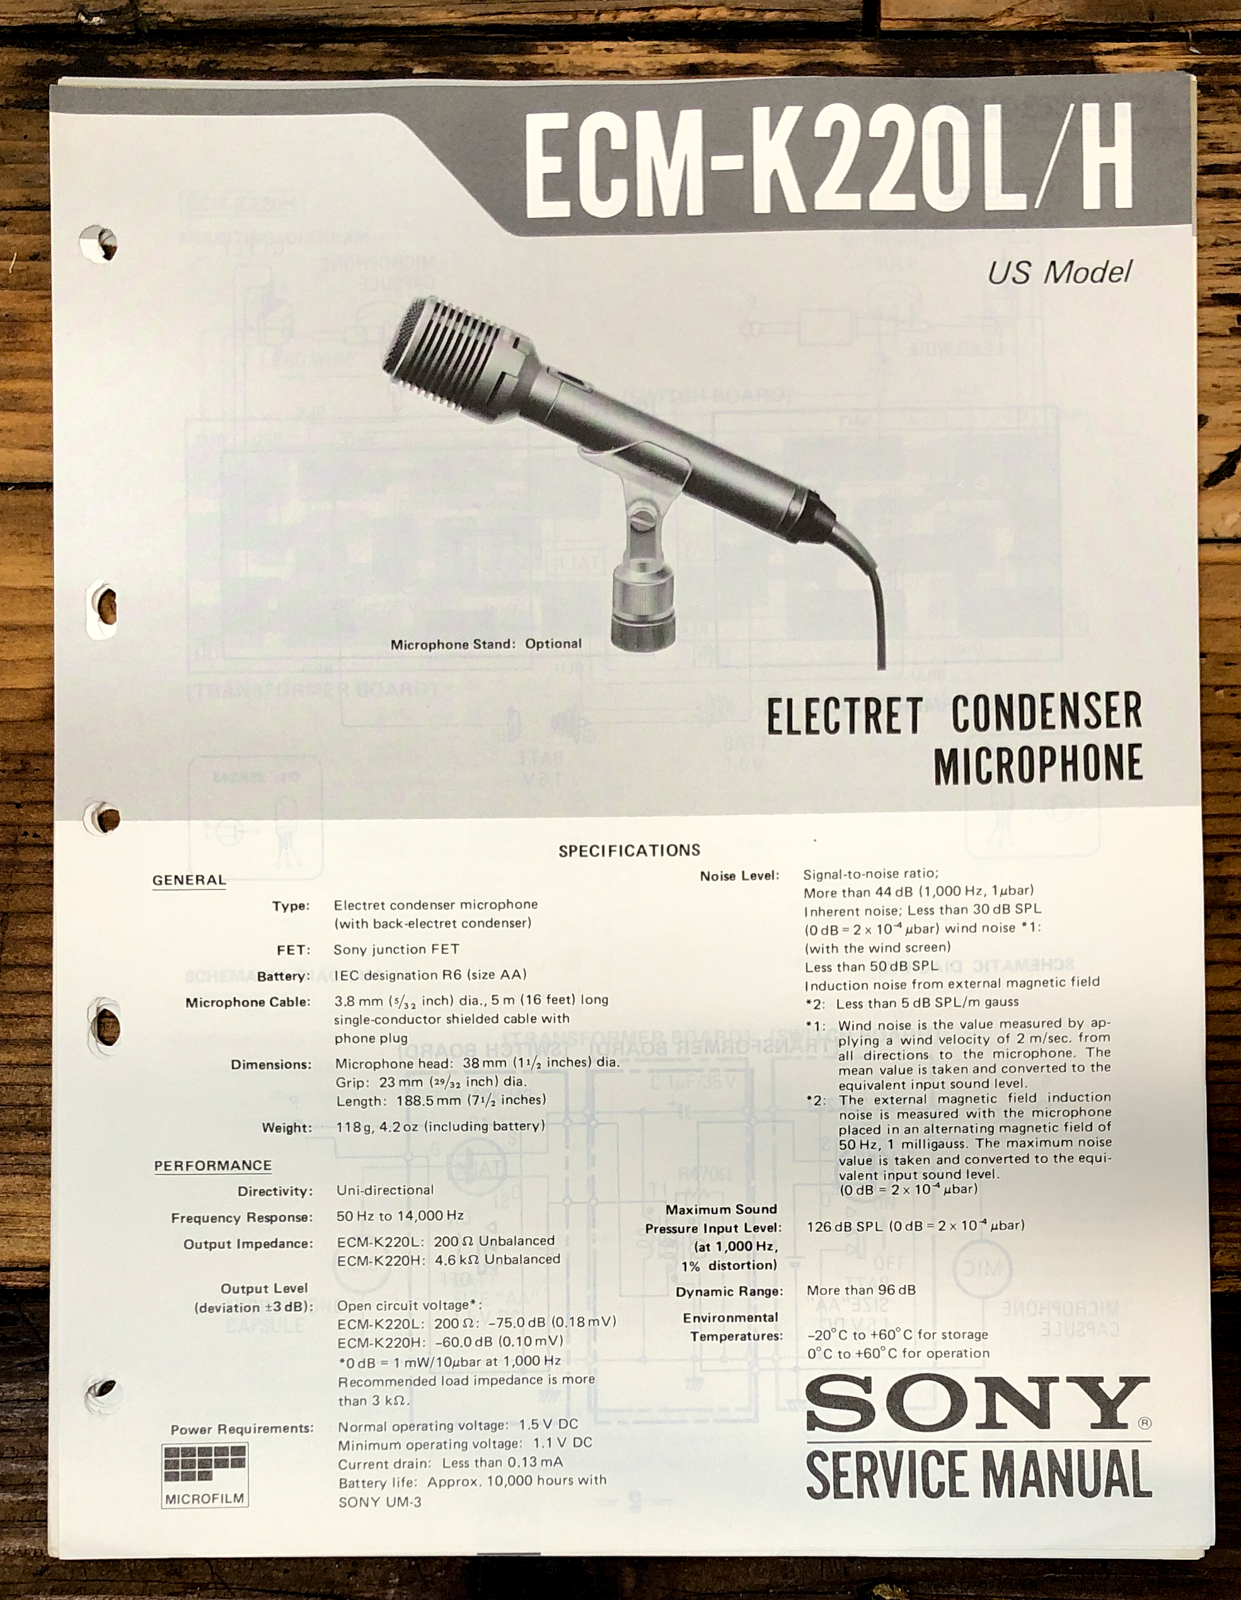 ECM-K220L/H
US Model
Microphone Stand: Optional
ELECTRET CONDENSER
MICROPHONE
SPECIFICATIONS
GENERAL
Type: Electret condenser microphone
(with back-electret condenser)
FET: Sony junction FET
Battery: IEC designation R6 (size AA)
Microphone Cable: 3.8 mm (5/32 inch) dia., 5 m (16 feet) long
single-conductor shielded cable with
phone plug
Dimensions: Microphone head: 38 mm (1 1/2 inches) dia.
Grip: 23 mm (29/32 inch) dia.
Length: 188.5 mm (7 1/2 inches)
Weight: 118 g, 4.2 oz (including battery)
PERFORMANCE
Directivity: Uni-directional
Frequency Response: 50 Hz to 14,000 Hz
Output Impedance: ECM-K220L: 200 Ω Unbalanced
ECM-K220H: 4.6 kΩ Unbalanced
Output Level
(deviation ±3 dB): Open circuit voltage*:
ECM-K220L: 200 Ω: -75.0 dB (0.18 mV)
ECM-K220H: -60.0 dB (0.10 mV)
*0 dB = 1 mW/10μbar at 1,000 Hz
Recommended load impedance is more
than 3 kΩ.
Power Requirements: Normal operating voltage: 1.5 V DC
Minimum operating voltage: 1.1 V DC
Current drain: Less than 0.13 mA
Battery life: Approx. 10,000 hours with
SONY UM-3
MICROFILM
Noise Level: Signal-to-noise ratio;
More than 44 dB (1,000 Hz, 1μbar)
Inherent noise; Less than 30 dB SPL
(0 dB = 2 x 10⁻⁴ μbar) wind noise *1:
(with the wind screen)
Less than 50 dB SPL
Induction noise from external magnetic field
*2: Less than 5 dB SPL/m gauss
*1: Wind noise is the value measured by ap-
plying a wind velocity of 2 m/sec. from
all directions to the microphone. The
mean value is taken and converted to the
equivalent input sound level.
*2: The external magnetic field induction
noise is measured with the microphone
placed in an alternating magnetic field of
50 Hz, 1 milligauss. The maximum noise
value is taken and converted to the equi-
valent input sound level.
(0 dB = 2 x 10⁻⁴ μbar)
Maximum Sound
Pressure Input Level: 126 dB SPL (0 dB = 2 x 10⁻⁴ μbar)
(at 1,000 Hz,
1% distortion)
Dynamic Range: More than 96 dB
Environmental
Temperatures: -20°C to +60°C for storage
0°C to +60°C for operation
SONY®
SERVICE MANUAL